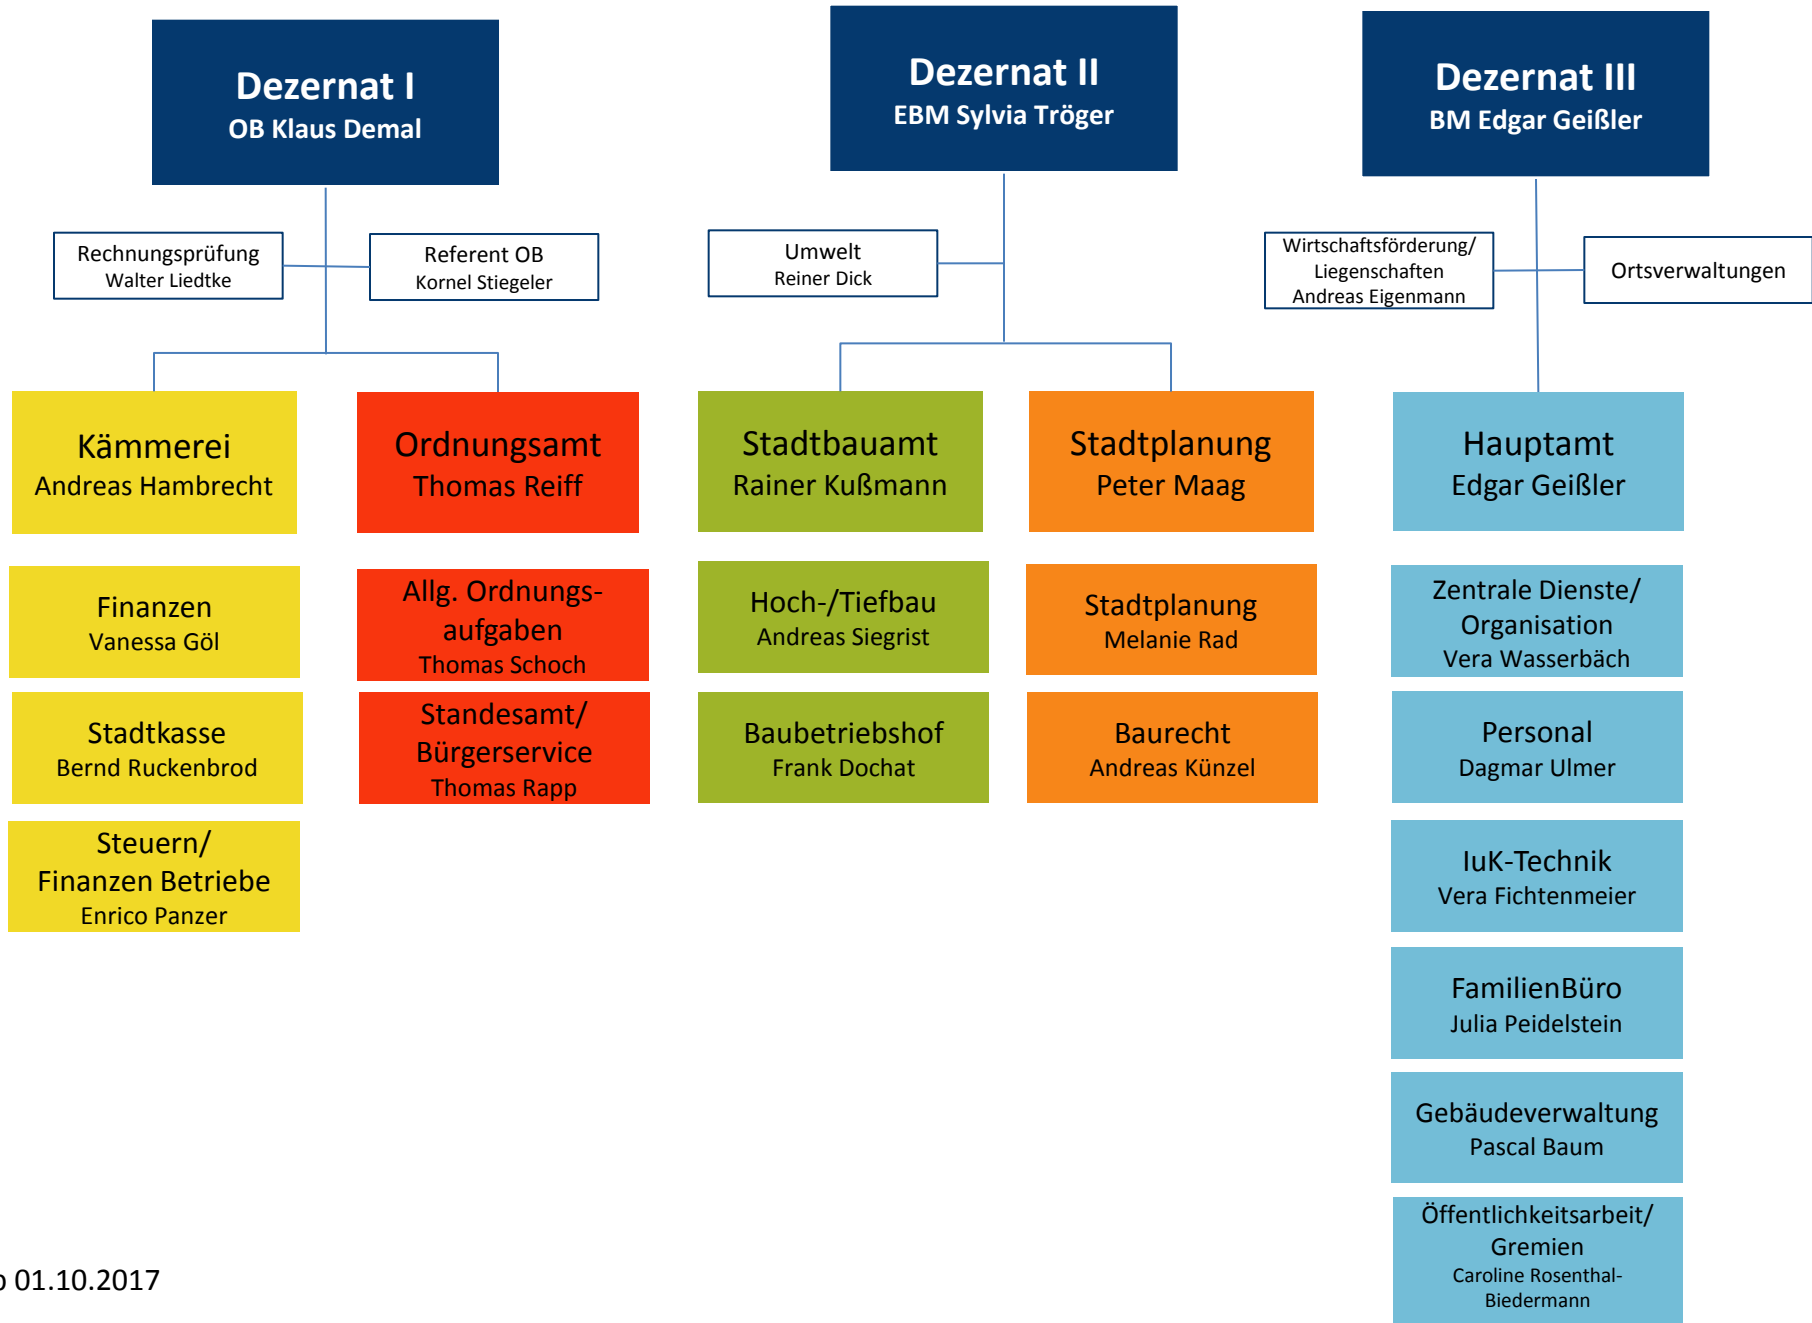 Dezernat I
OB Klaus Demal
Dezernat II
EBM Sylvia Tröger
Dezernat III
BM Edgar Geißler
Rechnungsprüfung
Walter Liedtke
Referent OB
Kornel Stiegeler
Umwelt
Reiner Dick
Wirtschaftsförderung/
Liegenschaften
Andreas Eigenmann
Ortsverwaltungen
Kämmerei
Andreas Hambrecht
Ordnungsamt
Thomas Reiff
Stadtbauamt
Rainer Kußmann
Stadtplanung
Peter Maag
Hauptamt
Edgar Geißler
Finanzen
Vanessa Göl
Allg. Ordnungs-
aufgaben
Thomas Schoch
Hoch-/Tiefbau
Andreas Siegrist
Stadtplanung
Melanie Rad
Zentrale Dienste/
Organisation
Vera Wasserbäch
Stadtkasse
Bernd Ruckenbrod
Standesamt/
Bürgerservice
Thomas Rapp
Baubetriebshof
Frank Dochat
Baurecht
Andreas Künzel
Personal
Dagmar Ulmer
Steuern/
Finanzen Betriebe
Enrico Panzer
IuK-Technik
Vera Fichtenmeier
FamilienBüro
Julia Peidelstein
Gebäudeverwaltung
Pascal Baum
Öffentlichkeitsarbeit/
Gremien
Caroline Rosenthal-
Biedermann
01.10.2017